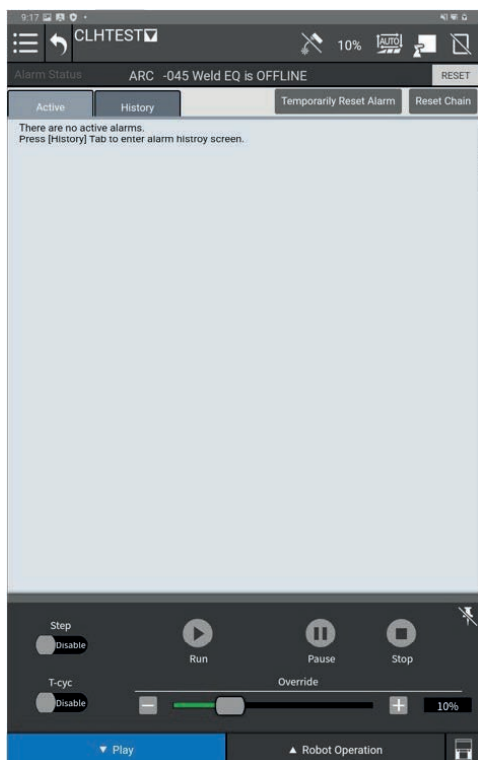 9:17
CLHTEST
10%
AUTO
Alarm Status
ARC -045 Weld EQ is OFFLINE
RESET
Active
History
Temporarily Reset Alarm
Reset Chain
There are no active alarms.
Press [History] Tab to enter alarm histroy screen.
Step
Disable
Run
Pause
Stop
T-cyc
Disable
Override
10%
▼ Play
▲ Robot Operation